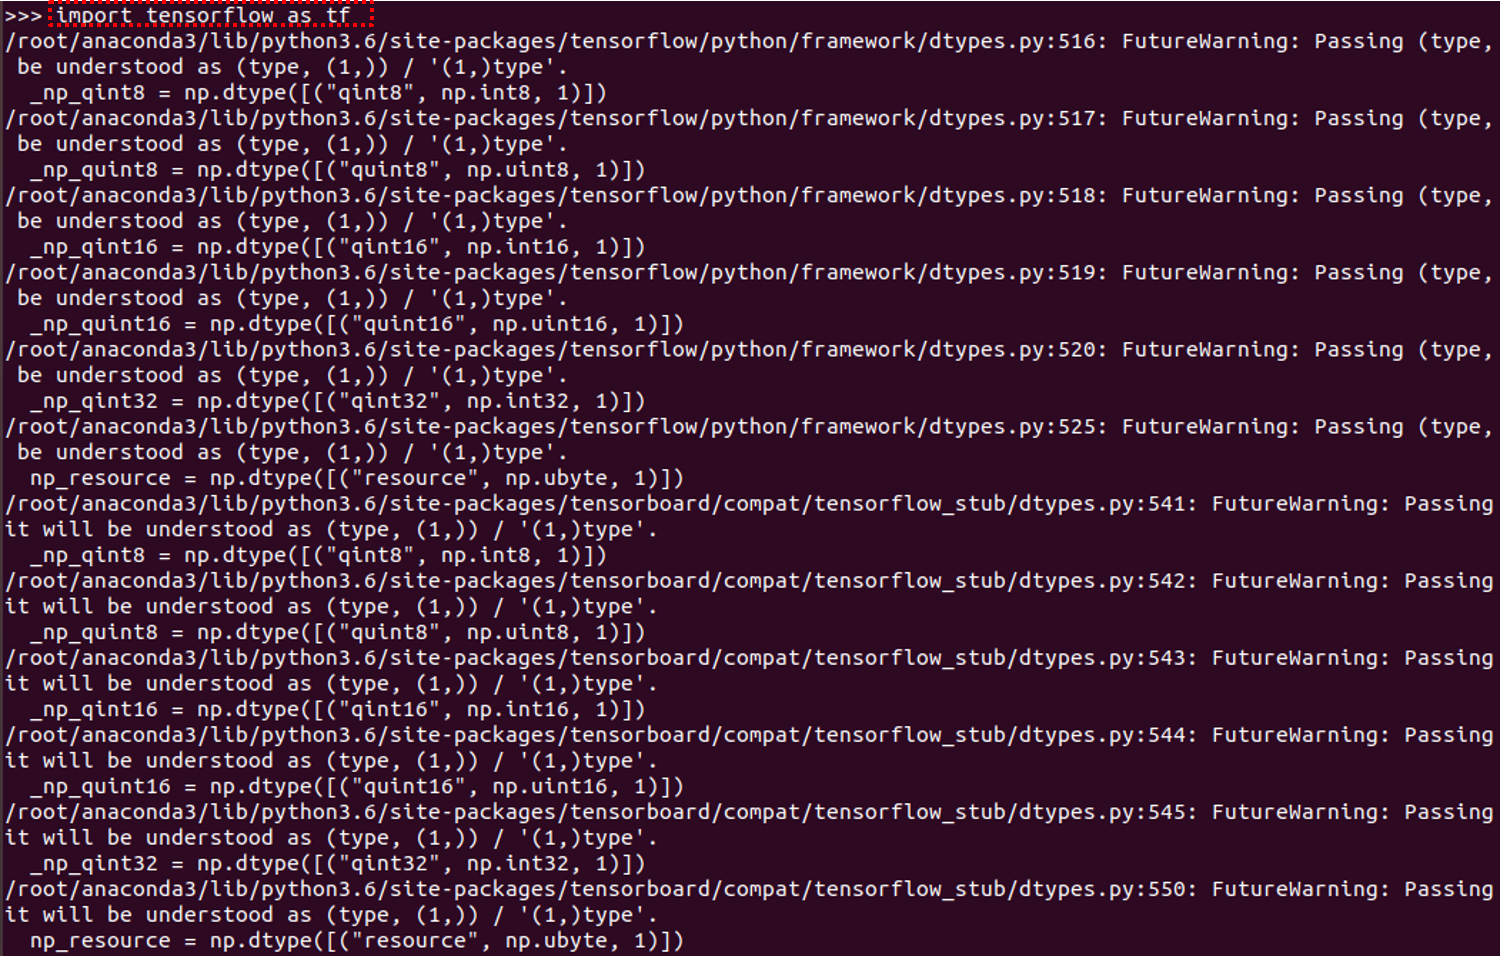 >>> import tensorflow as tf
/root/anaconda3/lib/python3.6/site-packages/tensorflow/python/framework/dtypes.py:516: FutureWarning: Passing (type,
 be understood as (type, (1,)) / '(1,)type'.
  _np_qint8 = np.dtype([("qint8", np.int8, 1)])
/root/anaconda3/lib/python3.6/site-packages/tensorflow/python/framework/dtypes.py:517: FutureWarning: Passing (type,
 be understood as (type, (1,)) / '(1,)type'.
  _np_quint8 = np.dtype([("quint8", np.uint8, 1)])
/root/anaconda3/lib/python3.6/site-packages/tensorflow/python/framework/dtypes.py:518: FutureWarning: Passing (type,
 be understood as (type, (1,)) / '(1,)type'.
  _np_qint16 = np.dtype([("qint16", np.int16, 1)])
/root/anaconda3/lib/python3.6/site-packages/tensorflow/python/framework/dtypes.py:519: FutureWarning: Passing (type,
 be understood as (type, (1,)) / '(1,)type'.
  _np_quint16 = np.dtype([("quint16", np.uint16, 1)])
/root/anaconda3/lib/python3.6/site-packages/tensorflow/python/framework/dtypes.py:520: FutureWarning: Passing (type,
 be understood as (type, (1,)) / '(1,)type'.
  _np_qint32 = np.dtype([("qint32", np.int32, 1)])
/root/anaconda3/lib/python3.6/site-packages/tensorflow/python/framework/dtypes.py:525: FutureWarning: Passing (type,
 be understood as (type, (1,)) / '(1,)type'.
  np_resource = np.dtype([("resource", np.ubyte, 1)])
/root/anaconda3/lib/python3.6/site-packages/tensorboard/compat/tensorflow_stub/dtypes.py:541: FutureWarning: Passing
it will be understood as (type, (1,)) / '(1,)type'.
  _np_qint8 = np.dtype([("qint8", np.int8, 1)])
/root/anaconda3/lib/python3.6/site-packages/tensorboard/compat/tensorflow_stub/dtypes.py:542: FutureWarning: Passing
it will be understood as (type, (1,)) / '(1,)type'.
  _np_quint8 = np.dtype([("quint8", np.uint8, 1)])
/root/anaconda3/lib/python3.6/site-packages/tensorboard/compat/tensorflow_stub/dtypes.py:543: FutureWarning: Passing
it will be understood as (type, (1,)) / '(1,)type'.
  _np_qint16 = np.dtype([("qint16", np.int16, 1)])
/root/anaconda3/lib/python3.6/site-packages/tensorboard/compat/tensorflow_stub/dtypes.py:544: FutureWarning: Passing
it will be understood as (type, (1,)) / '(1,)type'.
  _np_quint16 = np.dtype([("quint16", np.uint16, 1)])
/root/anaconda3/lib/python3.6/site-packages/tensorboard/compat/tensorflow_stub/dtypes.py:545: FutureWarning: Passing
it will be understood as (type, (1,)) / '(1,)type'.
  _np_qint32 = np.dtype([("qint32", np.int32, 1)])
/root/anaconda3/lib/python3.6/site-packages/tensorboard/compat/tensorflow_stub/dtypes.py:550: FutureWarning: Passing
it will be understood as (type, (1,)) / '(1,)type'.
  np_resource = np.dtype([("resource", np.ubyte, 1)])